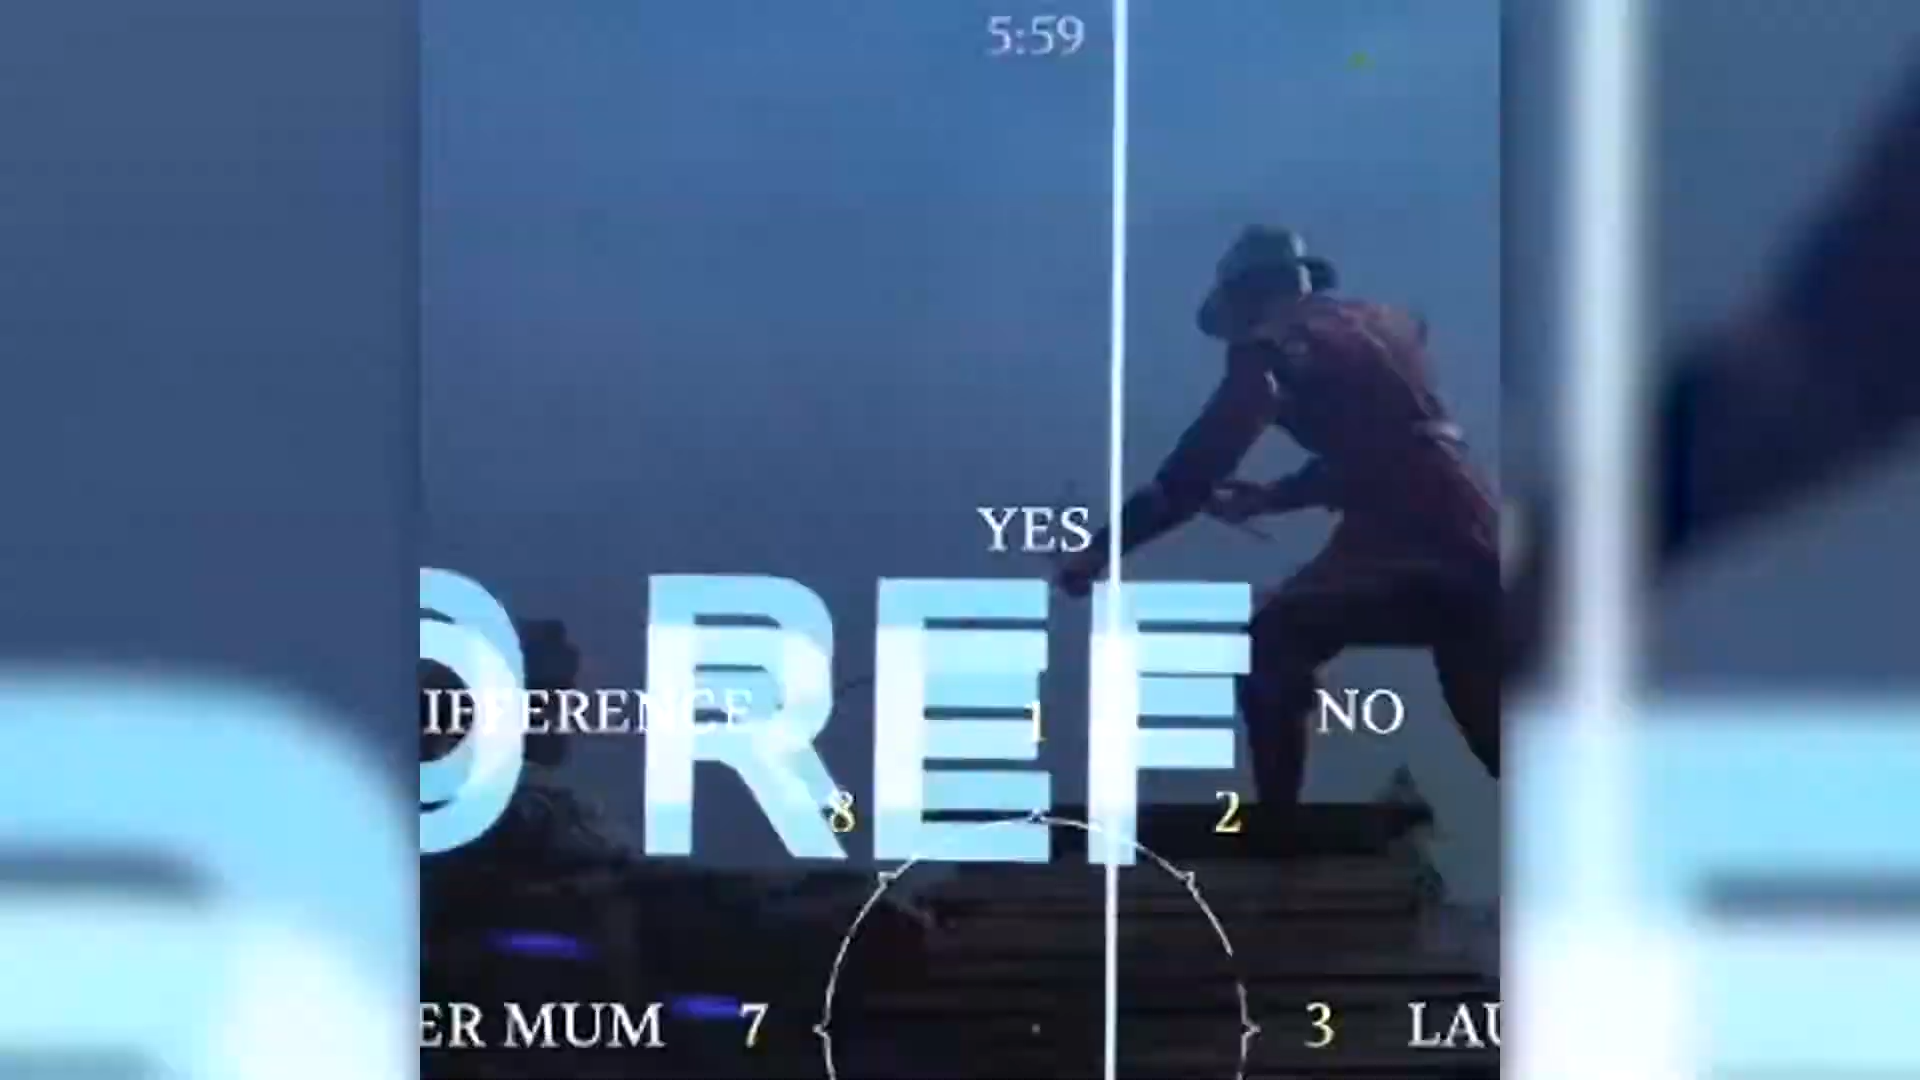 5:59
YES
O REF
IFFERENCE
1
NO
8
2
ER MUM
7
3
LAU